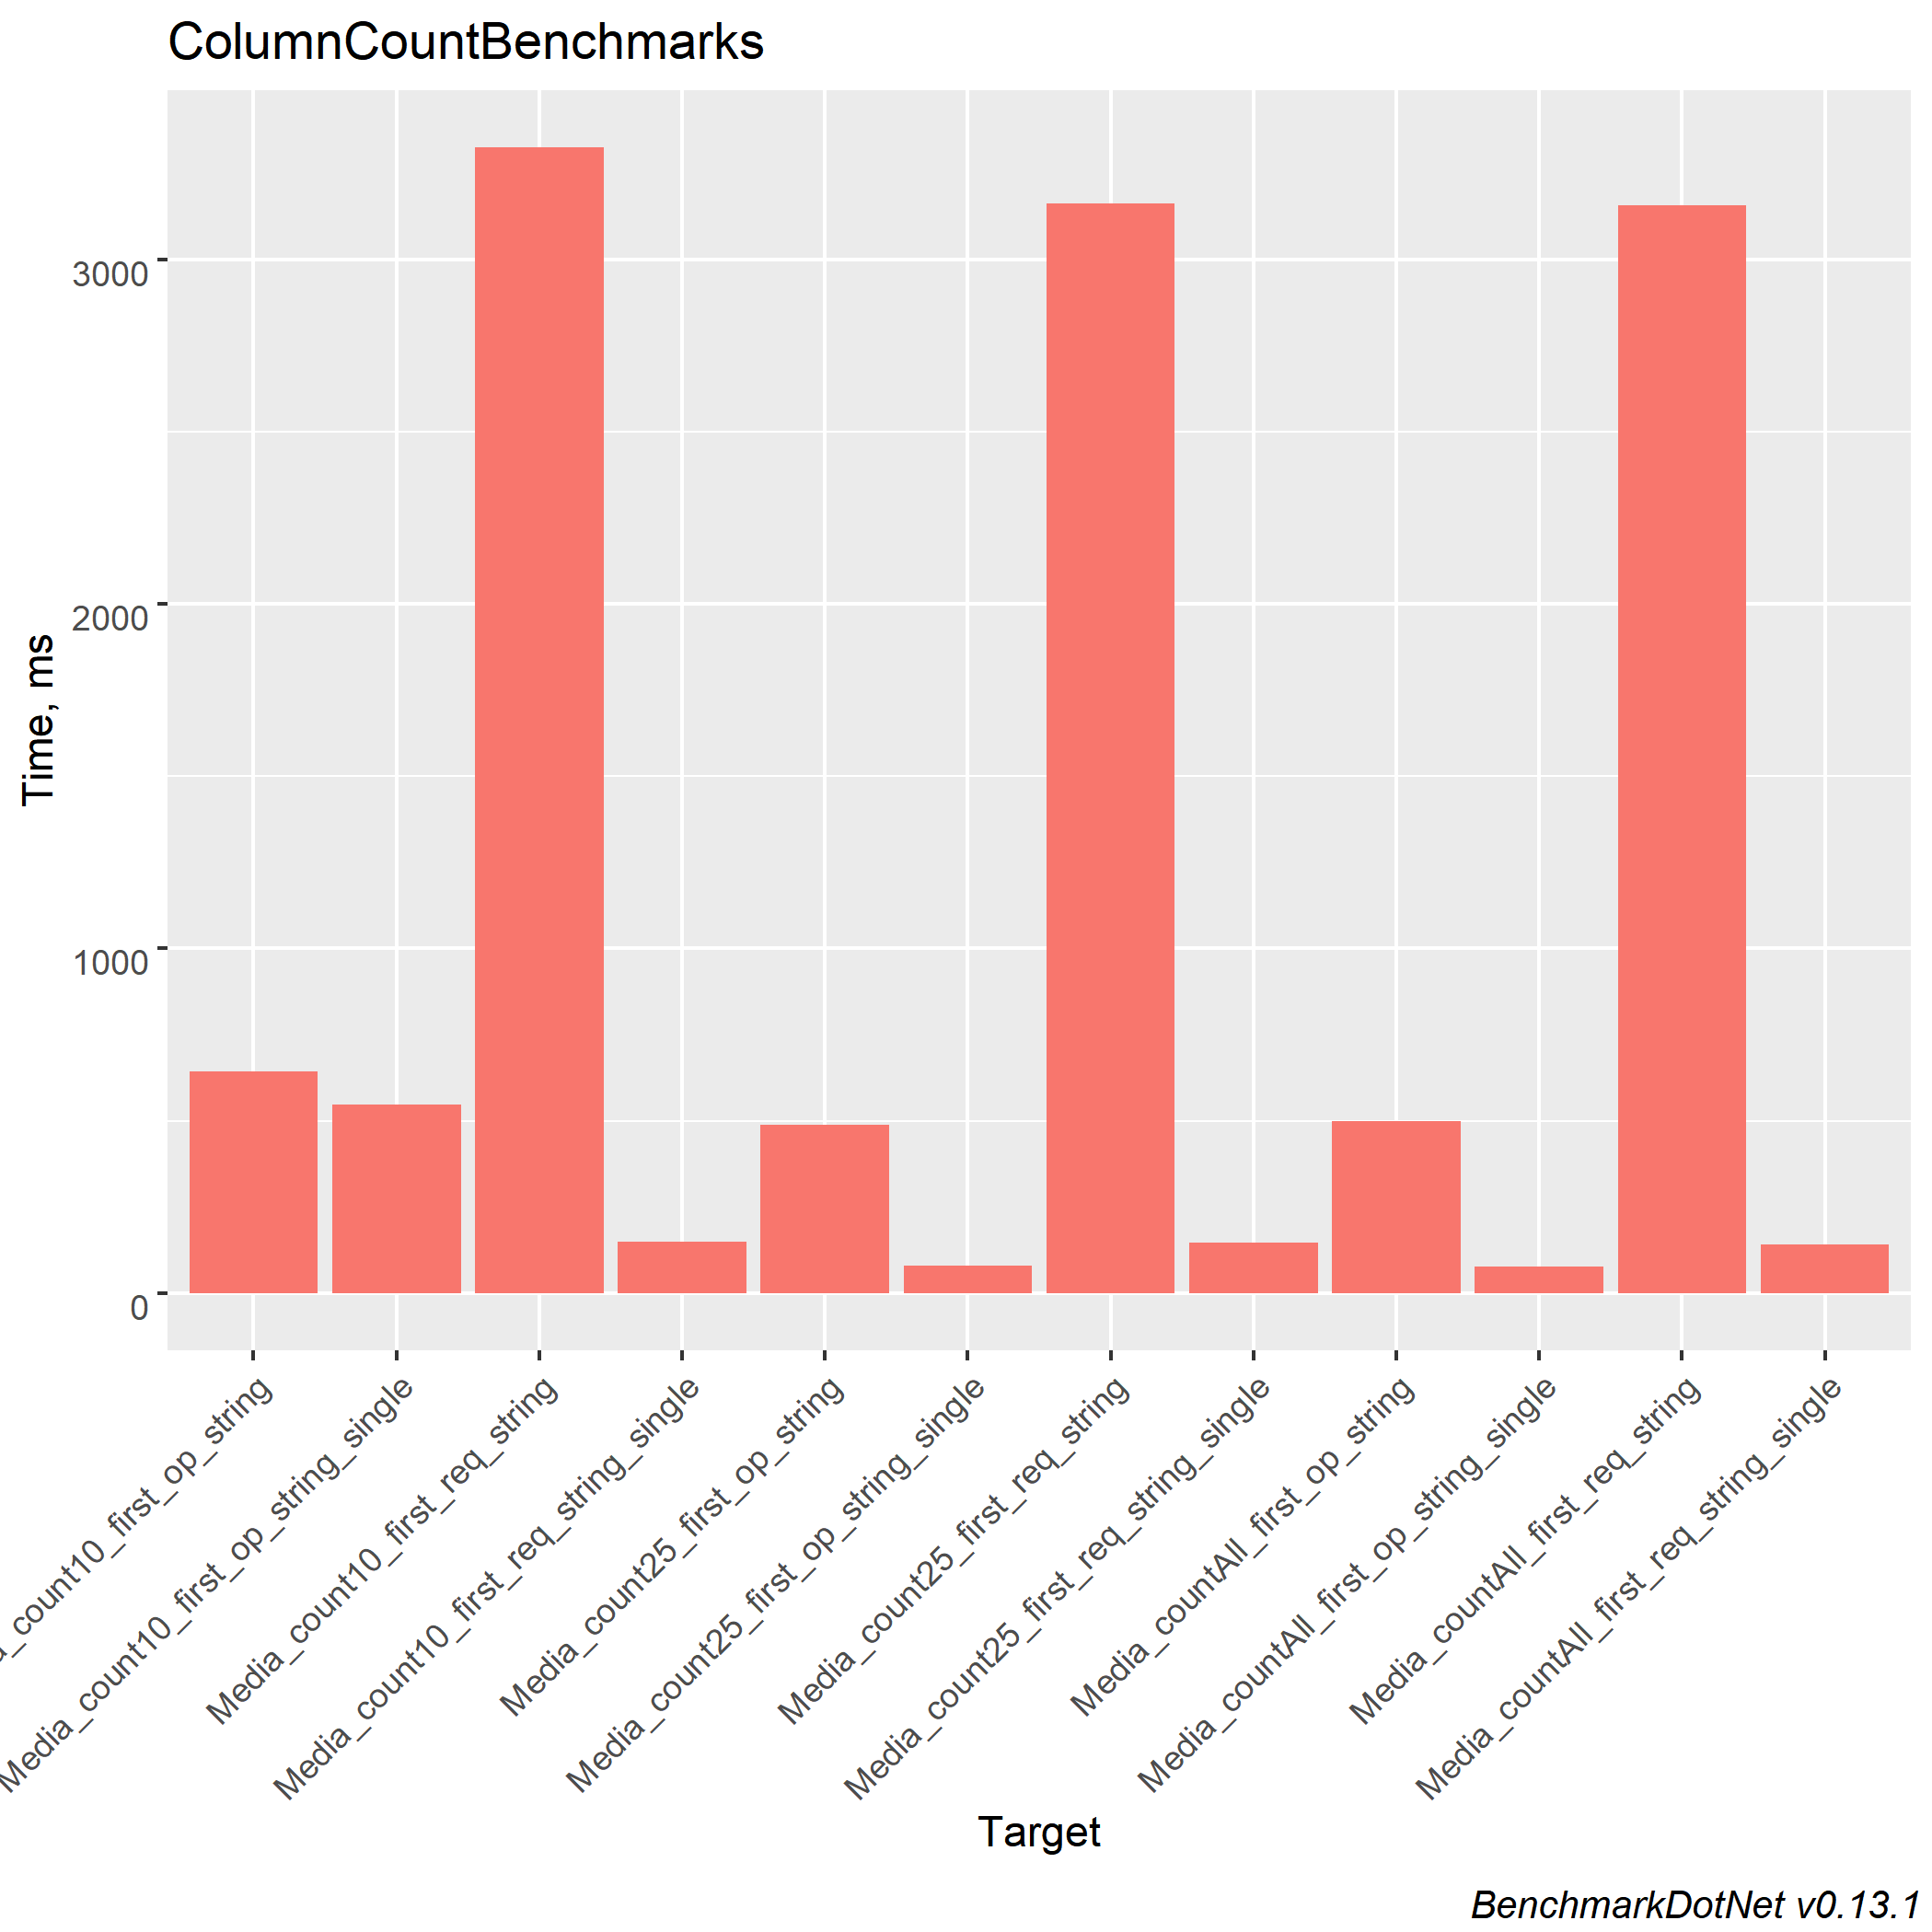 ColumnCountBenchmarks
Time, ms
3000
2000
1000
0
_count10_first_op_string
Media_count10_first_op_string_single
Media_count10_first_req_string
Media_count10_first_req_string_single
Media_count25_first_op_string
Media_count25_first_op_string_single
Media_count25_first_req_string
Media_count25_first_req_string_single
Media_countAll_first_op_string
Media_countAll_first_op_string_single
Media_countAll_first_req_string
Media_countAll_first_req_string_single
Target
BenchmarkDotNet v0.13.1